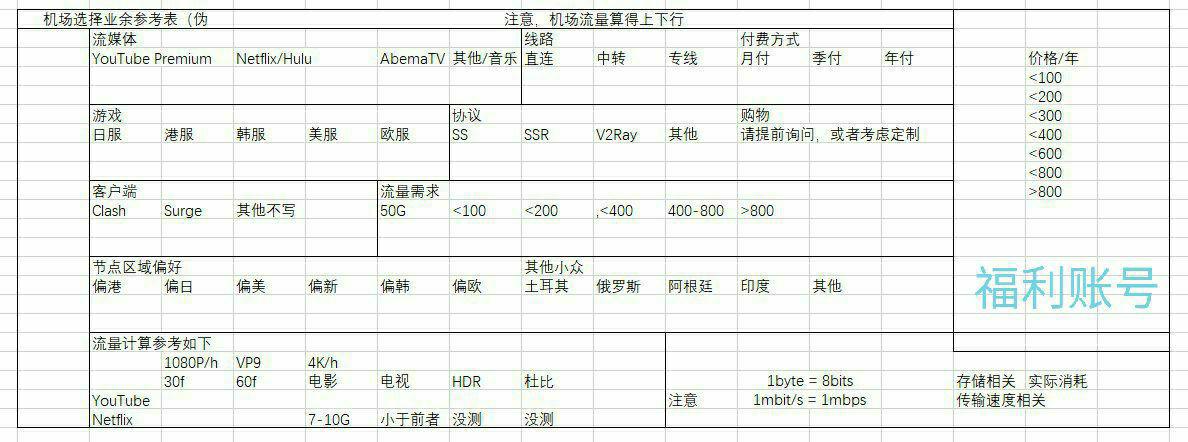 机场选择业余参考表（伪 注意，机场流量算得上下行
流媒体 线路 付费方式
YouTube Premium Netflix/Hulu AbemaTV 其他/音乐 直连 中转 专线 月付 季付 年付 价格/年
<100
<200
游戏 协议 购物 <300
日服 港服 韩服 美服 欧服 SS SSR V2Ray 其他 请提前询问，或者考虑定制 <400
<600
<800
客户端 流量需求 >800
Clash Surge 其他不写 50G <100 <200 ,<400 400-800 >800
节点区域偏好 其他小众
偏港 偏日 偏美 偏新 偏韩 偏欧 土耳其 俄罗斯 阿根廷 印度 其他
福利账号
流量计算参考如下
1080P/h VP9 4K/h
30f 60f 电影 电视 HDR 杜比 1byte = 8bits 存储相关 实际消耗
YouTube 注意 1mbit/s = 1mbps 传输速度相关
Netflix 7-10G 小于前者 没测 没测